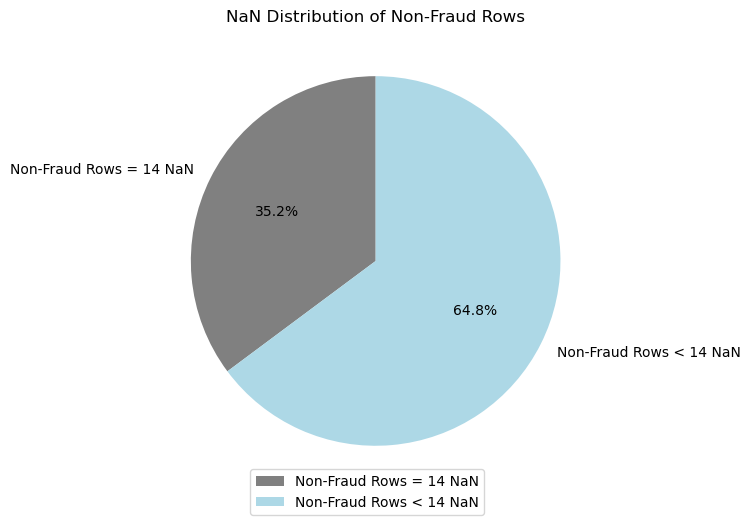 NaN Distribution of Non-Fraud Rows
Non-Fraud Rows = 14 NaN
35.2%
64.8%
Non-Fraud Rows < 14 NaN
Non-Fraud Rows = 14 NaN
Non-Fraud Rows < 14 NaN